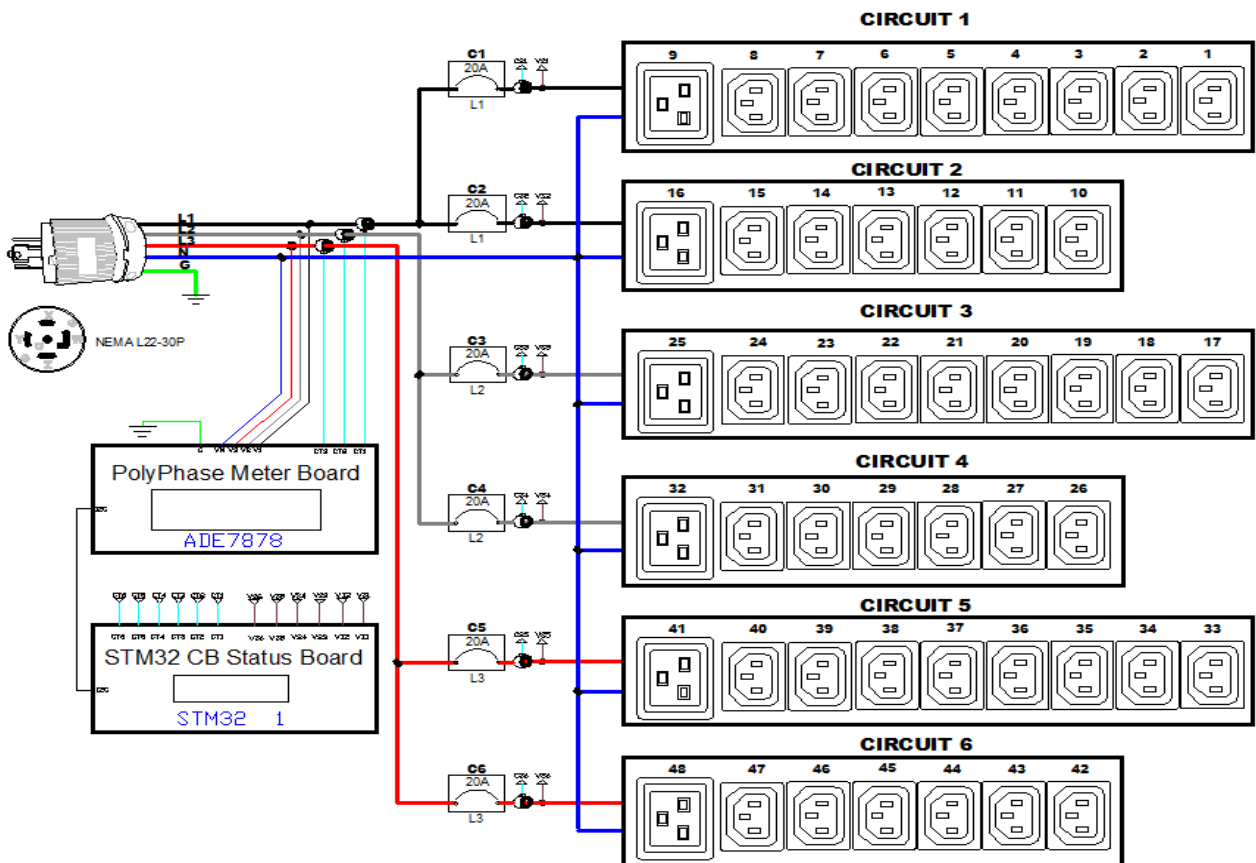 CIRCUIT 1
C1
20A
L1
9 8 7 6 5 4 3 2 1
CIRCUIT 2
C2
20A
L1
16 15 14 13 12 11 10
L1
L2
L3
N
G
NEMA L22-30P
CIRCUIT 3
C3
20A
L2
25 24 23 22 21 20 19 18 17
CIRCUIT 4
C4
20A
L2
32 31 30 29 28 27 26
PolyPhase Meter Board
ADE7878
CIRCUIT 5
C5
20A
L3
41 40 39 38 37 36 35 34 33
STM32 CB Status Board
STM32 1
CIRCUIT 6
C6
20A
L3
48 47 46 45 44 43 42